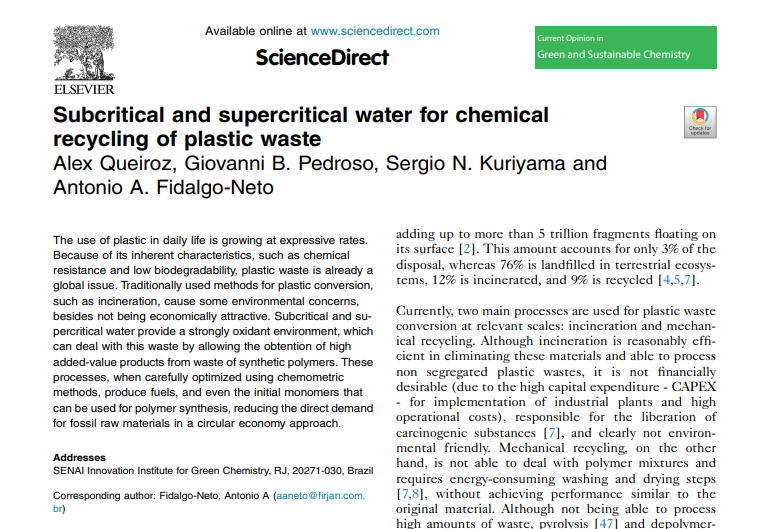 Available online at www.sciencedirect.com
ScienceDirect
Current Opinion in
Green and Sustainable Chemistry
ELSEVIER
Subcritical and supercritical water for chemical
recycling of plastic waste
Check for
updates
Alex Queiroz, Giovanni B. Pedroso, Sergio N. Kuriyama and
Antonio A. Fidalgo-Neto
The use of plastic in daily life is growing at expressive rates.
Because of its inherent characteristics, such as chemical
resistance and low biodegradability, plastic waste is already a
global issue. Traditionally used methods for plastic conversion,
such as incineration, cause some environmental concerns,
besides not being economically attractive. Subcritical and su-
percritical water provide a strongly oxidant environment, which
can deal with this waste by allowing the obtention of high
added-value products from waste of synthetic polymers. These
processes, when carefully optimized using chemometric
methods, produce fuels, and even the initial monomers that
can be used for polymer synthesis, reducing the direct demand
for fossil raw materials in a circular economy approach.
Addresses
SENAI Innovation Institute for Green Chemistry, RJ, 20271-030, Brazil
Corresponding author: Fidalgo-Neto, Antonio A (aaneto@firjan.com.
br)
adding up to more than 5 trillion fragments floating on
its surface [2]. This amount accounts for only 3% of the
disposal, whereas 76% is landfilled in terrestrial ecosys-
tems, 12% is incinerated, and 9% is recycled [4,5,7].
Currently, two main processes are used for plastic waste
conversion at relevant scales: incineration and mechan-
ical recycling. Although incineration is reasonably effi-
cient in eliminating these materials and able to process
non segregated plastic wastes, it is not financially
desirable (due to the high capital expenditure - CAPEX
- for implementation of industrial plants and high
operational costs), responsible for the liberation of
carcinogenic substances [7], and clearly not environ-
mental friendly. Mechanical recycling, on the other
hand, is not able to deal with polymer mixtures and
requires energy-consuming washing and drying steps
[7,8], without achieving performance similar to the
original material. Although not being able to process
high amounts of waste, pyrolysis [47] and depolymer-